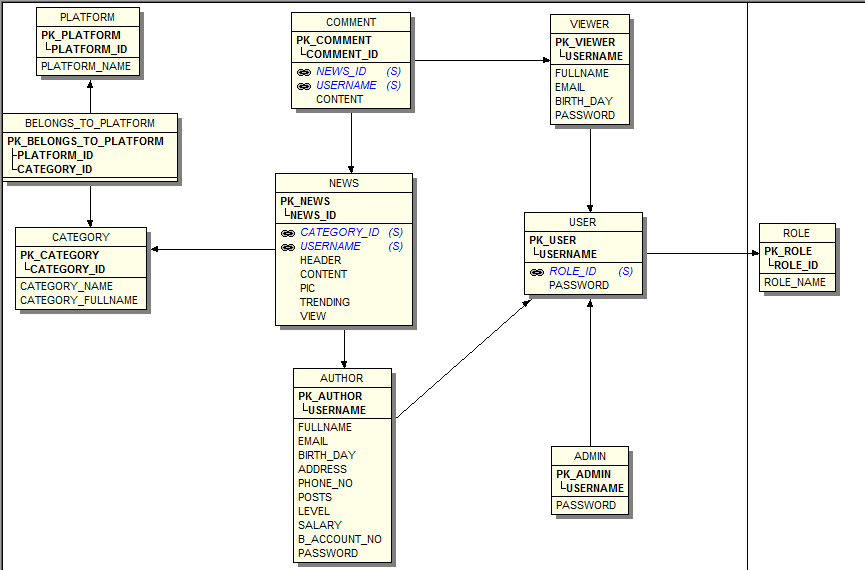 PLATFORM
PK_PLATFORM
PLATFORM_ID
PLATFORM_NAME
COMMENT
PK_COMMENT
COMMENT_ID
NEWS_ID (S)
USERNAME (S)
CONTENT
VIEWER
PK_VIEWER
USERNAME
FULLNAME
EMAIL
BIRTH_DAY
PASSWORD
BELONGS_TO_PLATFORM
PK_BELONGS_TO_PLATFORM
PLATFORM_ID
CATEGORY_ID
NEWS
PK_NEWS
NEWS_ID
CATEGORY_ID (S)
USERNAME (S)
HEADER
CONTENT
PIC
TRENDING
VIEW
CATEGORY
PK_CATEGORY
CATEGORY_ID
CATEGORY_NAME
CATEGORY_FULLNAME
USER
PK_USER
USERNAME
ROLE_ID (S)
PASSWORD
ROLE
PK_ROLE
ROLE_ID
ROLE_NAME
AUTHOR
PK_AUTHOR
USERNAME
FULLNAME
EMAIL
BIRTH_DAY
ADDRESS
PHONE_NO
POSTS
LEVEL
SALARY
B_ACCOUNT_NO
PASSWORD
ADMIN
PK_ADMIN
USERNAME
PASSWORD